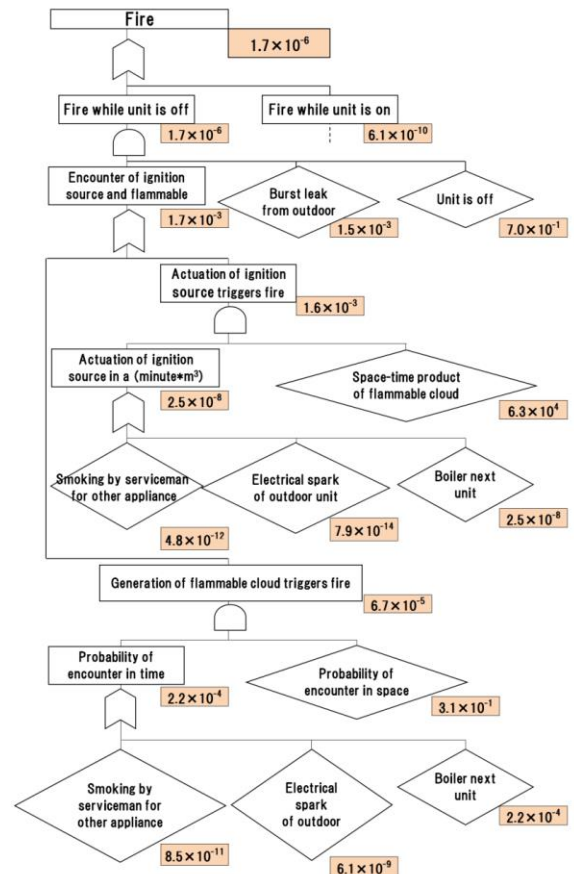 Fire
1.7×10⁻⁶
Fire while unit is off
1.7×10⁻⁶
Fire while unit is on
6.1×10⁻¹⁰
Encounter of ignition
source and flammable
1.7×10⁻³
Burst leak
from outdoor
1.5×10⁻³
Unit is off
7.0×10⁻¹
Actuation of ignition
source triggers fire
1.6×10⁻³
Actuation of ignition
source in a (minute*m³)
2.5×10⁻⁸
Space-time product
of flammable cloud
6.3×10⁴
Smoking by serviceman
for other appliance
4.8×10⁻¹²
Electrical spark
of outdoor unit
7.9×10⁻¹⁴
Boiler next
unit
2.5×10⁻⁸
Generation of flammable cloud triggers fire
6.7×10⁻⁵
Probability of
encounter in time
2.2×10⁻⁴
Probability of
encounter in space
3.1×10⁻¹
Smoking by
serviceman for
other appliance
8.5×10⁻¹¹
Electrical
spark
of outdoor
6.1×10⁻⁹
Boiler next
unit
2.2×10⁻⁴